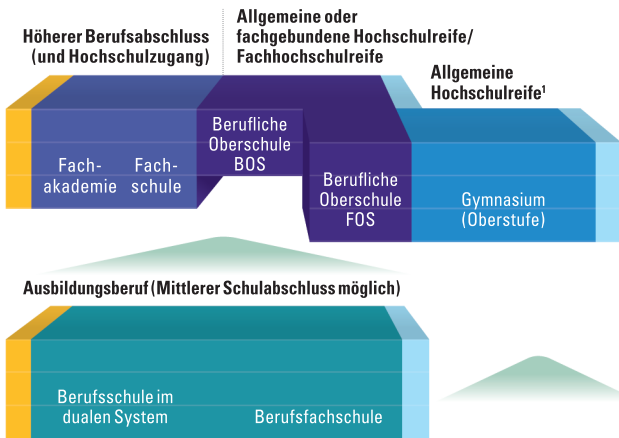 Höherer Berufsabschluss
(und Hochschulzugang)
Allgemeine oder
fachgebundene Hochschulreife/
Fachhochschulreife
Allgemeine
Hochschulreife¹
Fach-
akademie
Fach-
schule
Berufliche
Oberschule
BOS
Berufliche
Oberschule
FOS
Gymnasium
(Oberstufe)
Ausbildungsberuf (Mittlerer Schulabschluss möglich)
Berufsschule im
dualen System
Berufsfachschule